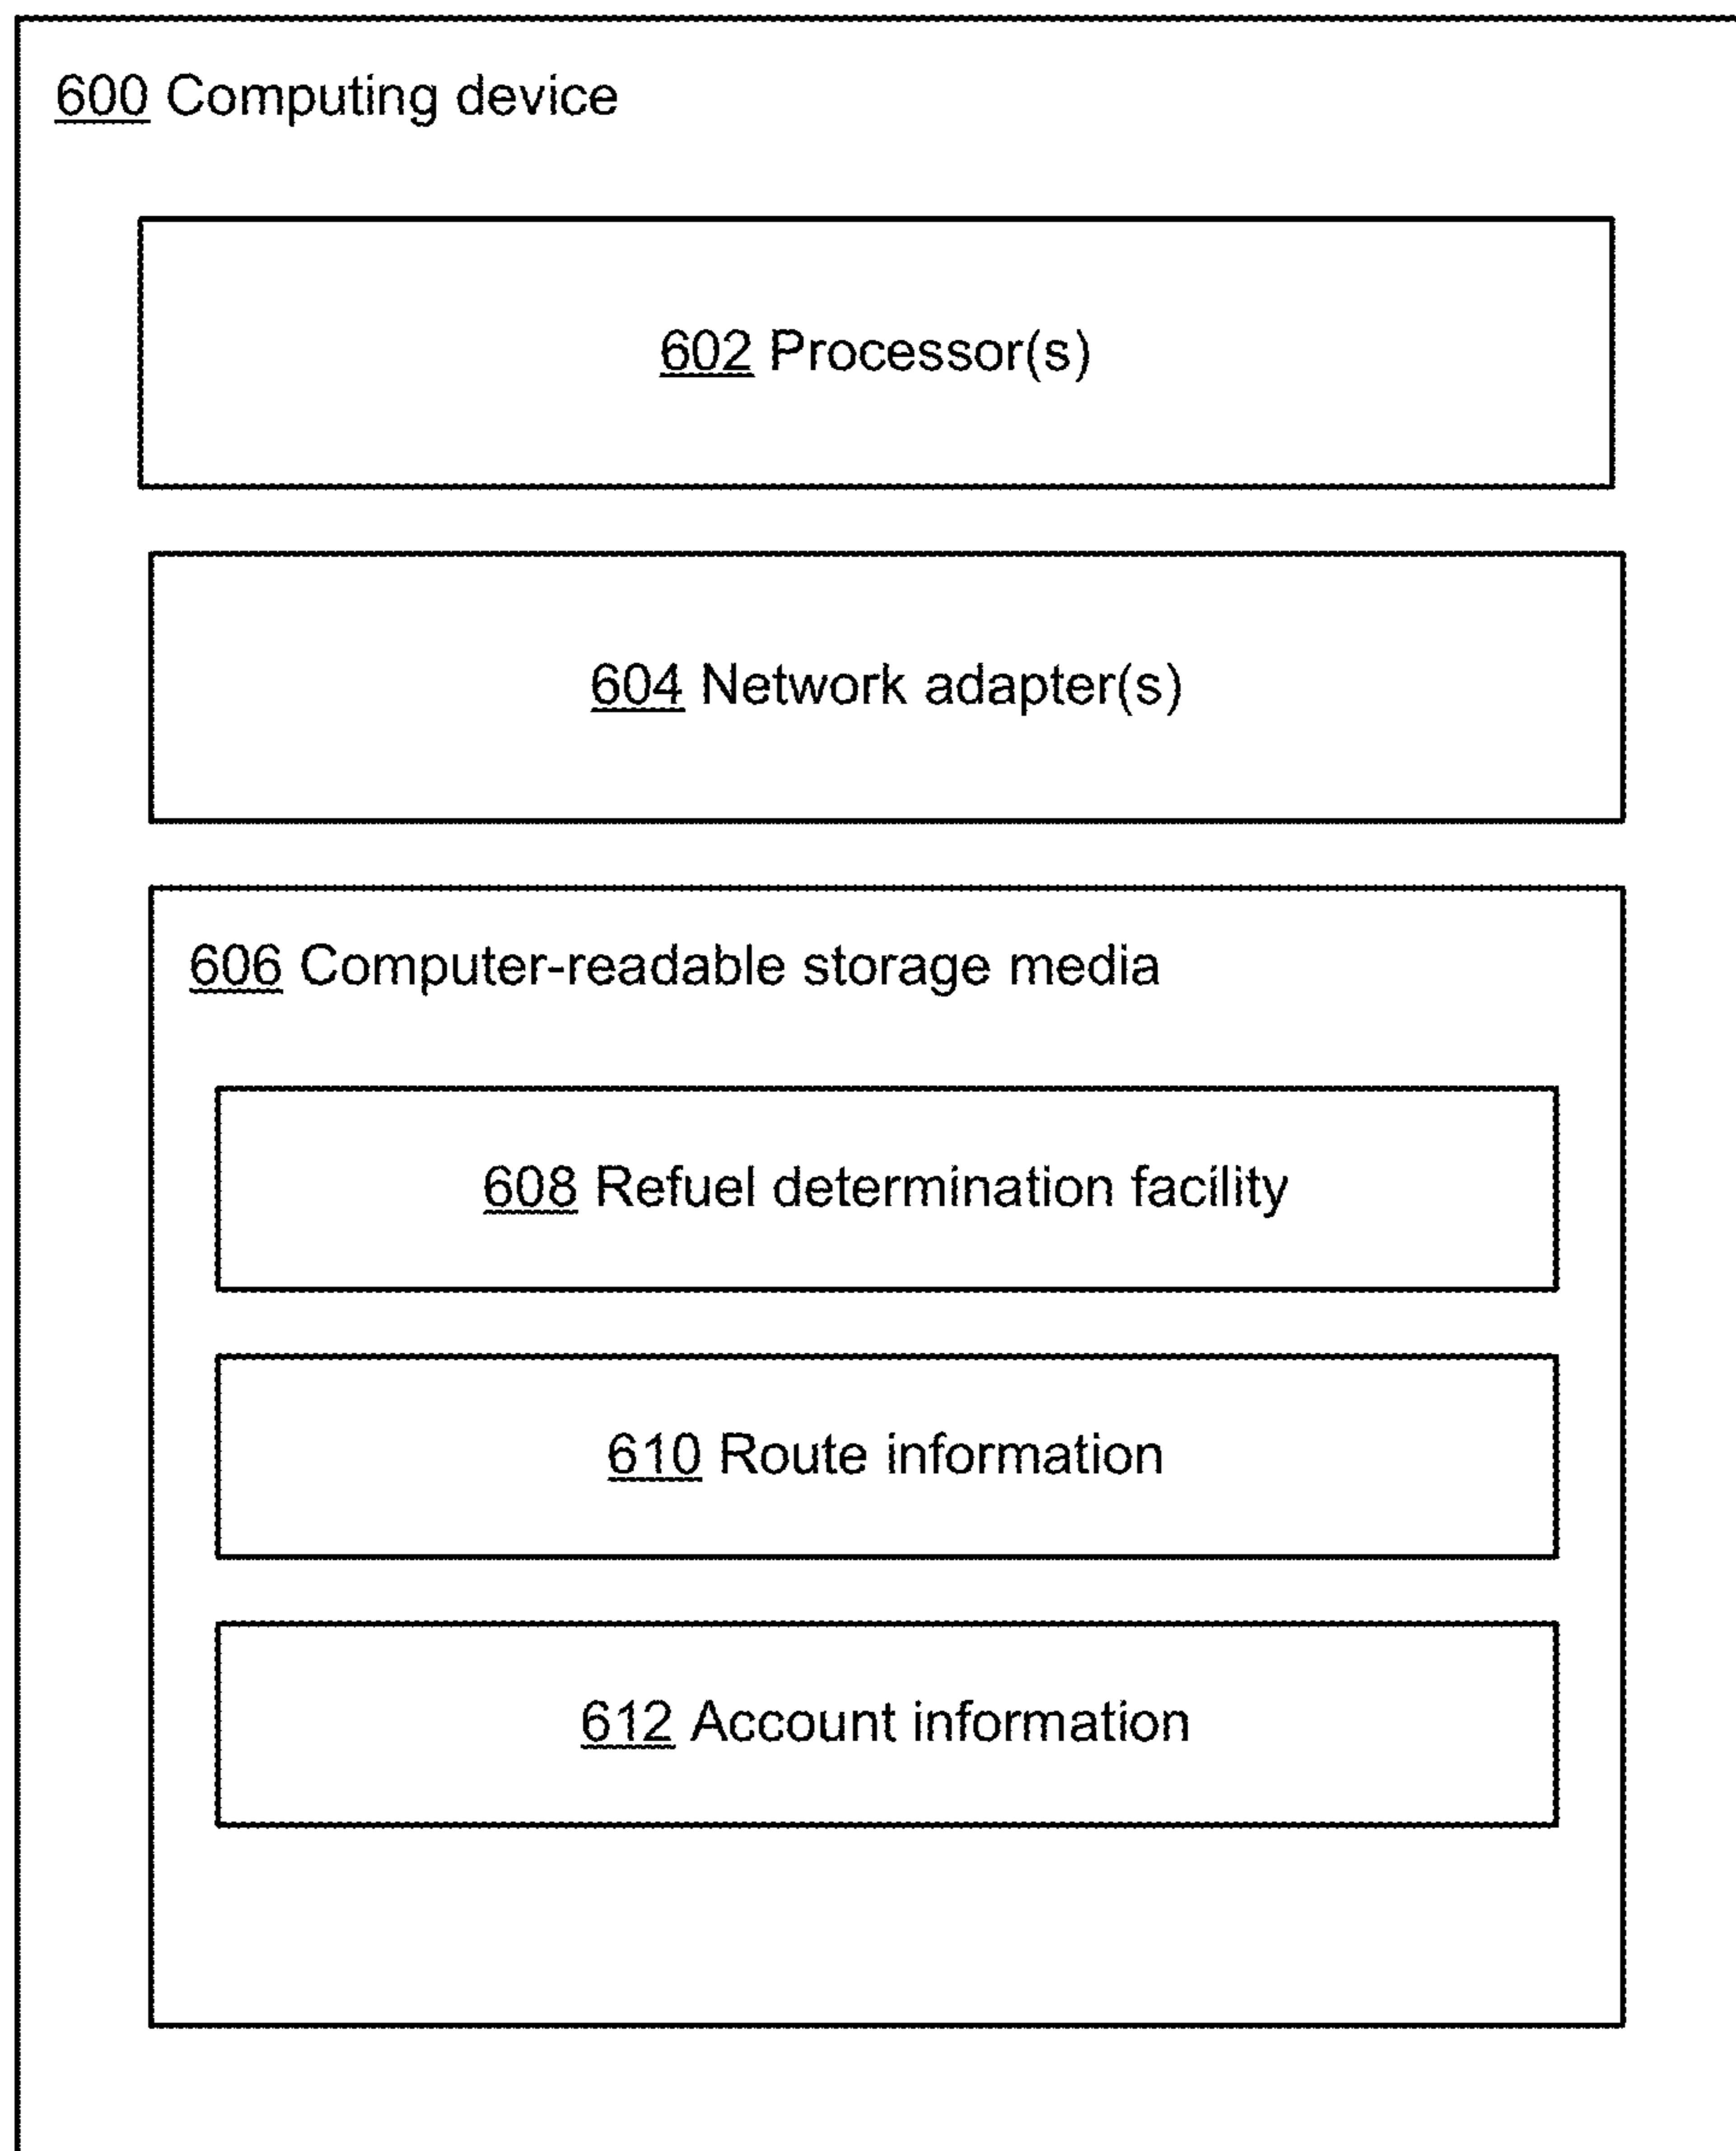 600 Computing device
602 Processor(s)
604 Network adapter(s)
606 Computer-readable storage media
608 Refuel determination facility
610 Route information
612 Account information